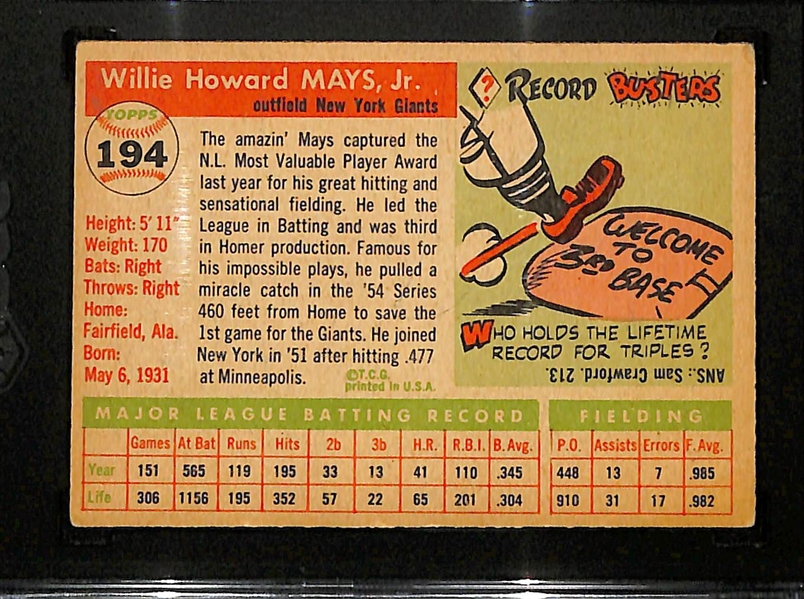 Willie Howard MAYS, Jr.
outfield New York Giants
TOPPS
194
Height: 5' 11"
Weight: 170
Bats: Right
Throws: Right
Home:
Fairfield, Ala.
Born:
May 6, 1931
The amazin' Mays captured the
N.L. Most Valuable Player Award
last year for his great hitting and
sensational fielding. He led the
League in Batting and was third
in Homer production. Famous for
his impossible plays, he pulled a
miracle catch in the '54 Series
460 feet from Home to save the
1st game for the Giants. He joined
New York in '51 after hitting .477
at Minneapolis.
©T.C.G.
printed in U.S.A.
? RECORD BUSTERS
WELCOME
TO
3RD BASE
WHO HOLDS THE LIFETIME
RECORD FOR TRIPLES?
ANS.: Sam Crawford. 213.
MAJOR LEAGUE BATTING RECORD FIELDING
Games At Bat Runs Hits 2b 3b H.R. R.B.I. B.Avg. P.O. Assists Errors F.Avg.
Year 151 565 119 195 33 13 41 110 .345 448 13 7 .985
Life 306 1156 195 352 57 22 65 201 .304 910 31 17 .982